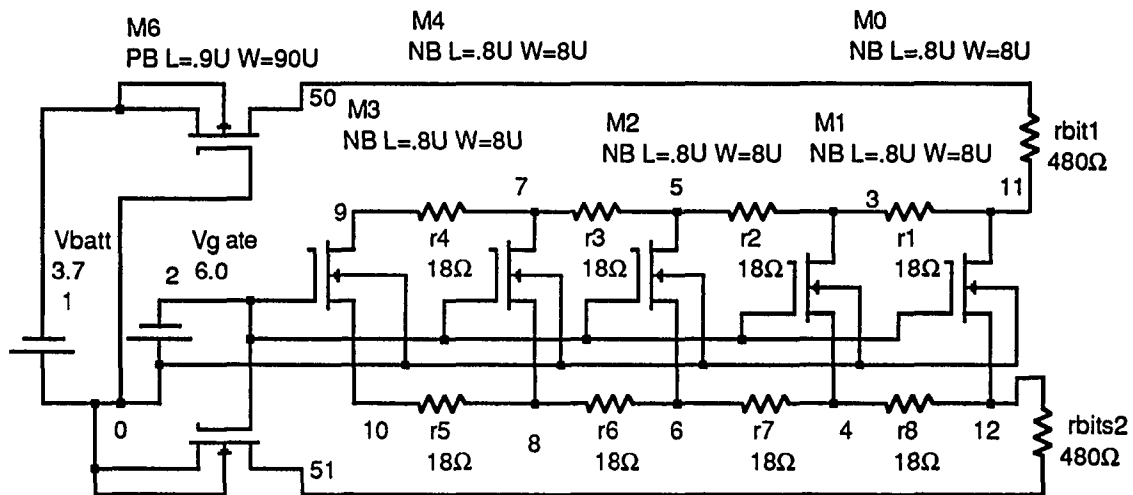 M6
PB L=.9U W=90U
M4
NB L=.8U W=8U
M0
NB L=.8U W=8U
50
M3
NB L=.8U W=8U
M2
NB L=.8U W=8U
M1
NB L=.8U W=8U
rbit1
480Ω
9
7
5
3
11
r4
18Ω
r3
18Ω
r2
18Ω
r1
18Ω
Vbatt
3.7
1
2
Vg ate
6.0
0
10
r5
18Ω
8
r6
18Ω
6
r7
18Ω
4
r8
18Ω
12
rbits2
480Ω
51